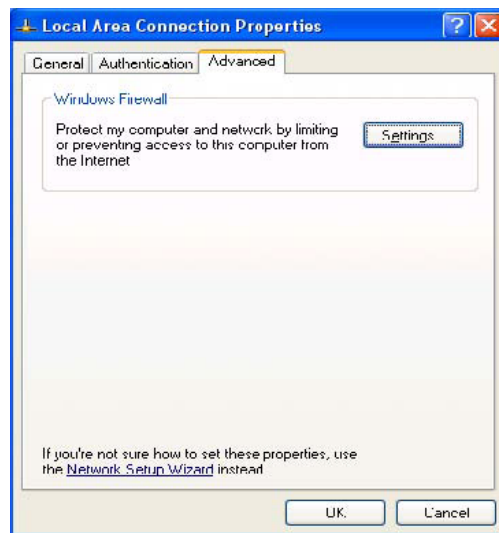 Local Area Connection Properties
General Authentication Advanced
Windows Firewall
Protect my computer and network by limiting
or preventing access to this computer from
the Internet
Settings
If you're not sure how to set these properties, use
the Network Setup Wizard instead
OK Cancel